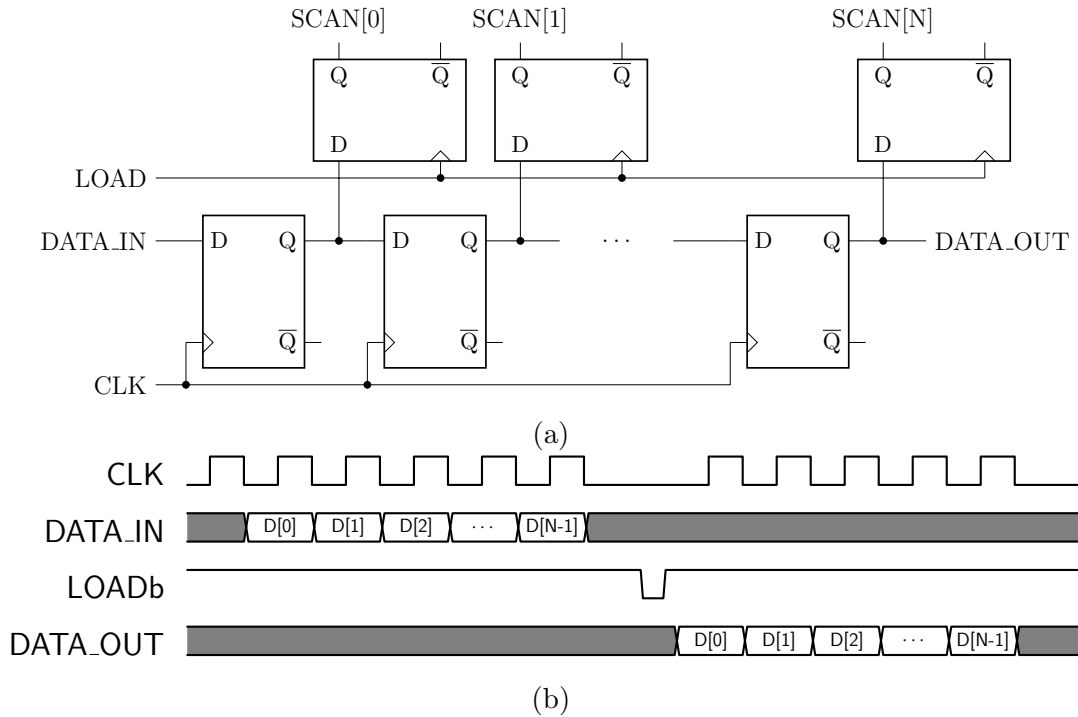 SCAN[0] SCAN[1] SCAN[N]
Q Q Q Q Q Q
D D D
LOAD
DATA_IN D Q D Q ... D Q DATA_OUT
Q Q Q
CLK
(a)
CLK
DATA_IN D[0] D[1] D[2] ... D[N-1]
LOADb
DATA_OUT D[0] D[1] D[2] ... D[N-1]
(b)